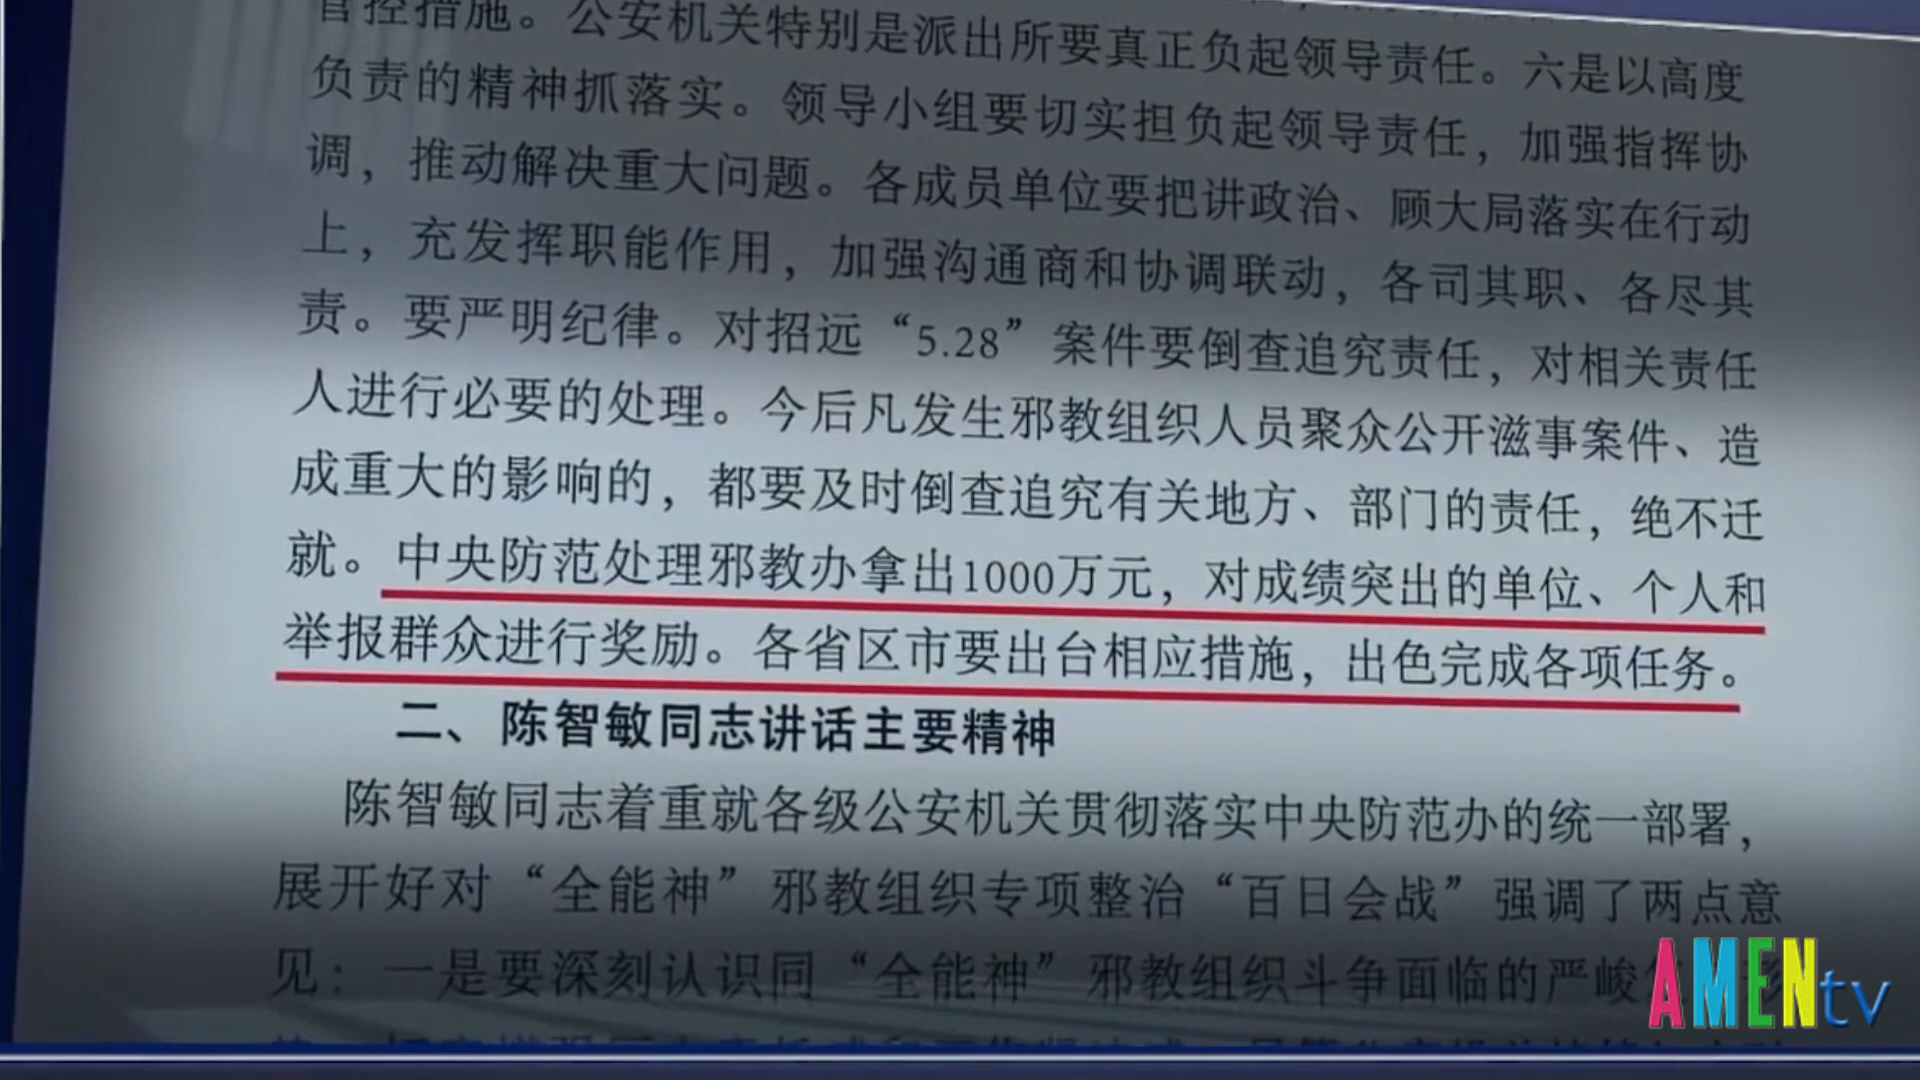 管控措施。公安机关特别是派出所要真正负起领导责任。六是以高度
负责的精神抓落实。领导小组要切实担负起领导责任，加强指挥协
调，推动解决重大问题。各成员单位要把讲政治、顾大局落实在行动
上，充发挥职能作用，加强沟通商和协调联动，各司其职、各尽其
责。要严明纪律。对招远“5.28”案件要倒查追究责任，对相关责任
人进行必要的处理。今后凡发生邪教组织人员聚众公开滋事案件、造
成重大的影响的，都要及时倒查追究有关地方、部门的责任，绝不迁
就。中央防范处理邪教办拿出1000万元，对成绩突出的单位、个人和
举报群众进行奖励。各省区市要出台相应措施，出色完成各项任务。
二、陈智敏同志讲话主要精神
陈智敏同志着重就各级公安机关贯彻落实中央防范办的统一部署，
展开好对“全能神”邪教组织专项整治“百日会战”强调了两点意
见：一是要深刻认识同“全能神”邪教组织斗争面临的严峻
AMENtv